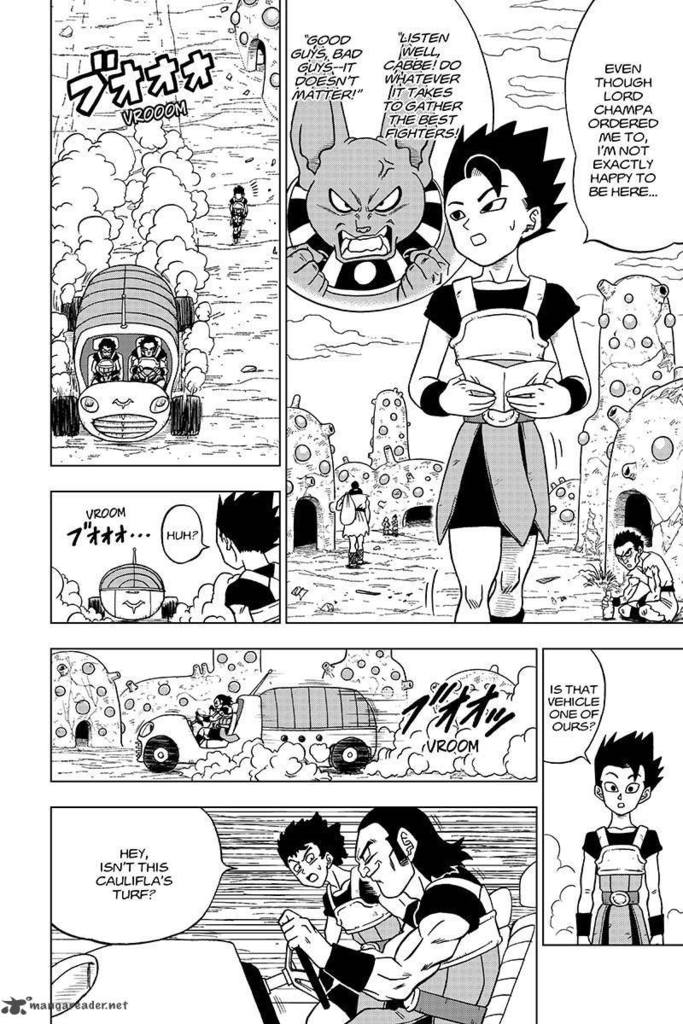 EVEN
THOUGH
LORD
CHAMPA
ORDERED
ME TO,
I'M NOT
EXACTLY
HAPPY TO
BE HERE...
"LISTEN
WELL,
CABBE! DO
WHATEVER
IT TAKES
TO GATHER
THE BEST
FIGHTERS!
"GOOD
GUYS, BAD
GUYS--IT
DOESN'T
MATTER!"
ブオオオ
VROOOM
HUH?
VROOM
ブオオオ...
IS THAT
VEHICLE
ONE OF
OURS?
ブオオオッ
VROOM
HEY,
ISN'T THIS
CAULIFLA'S
TURF?
mangareader.net